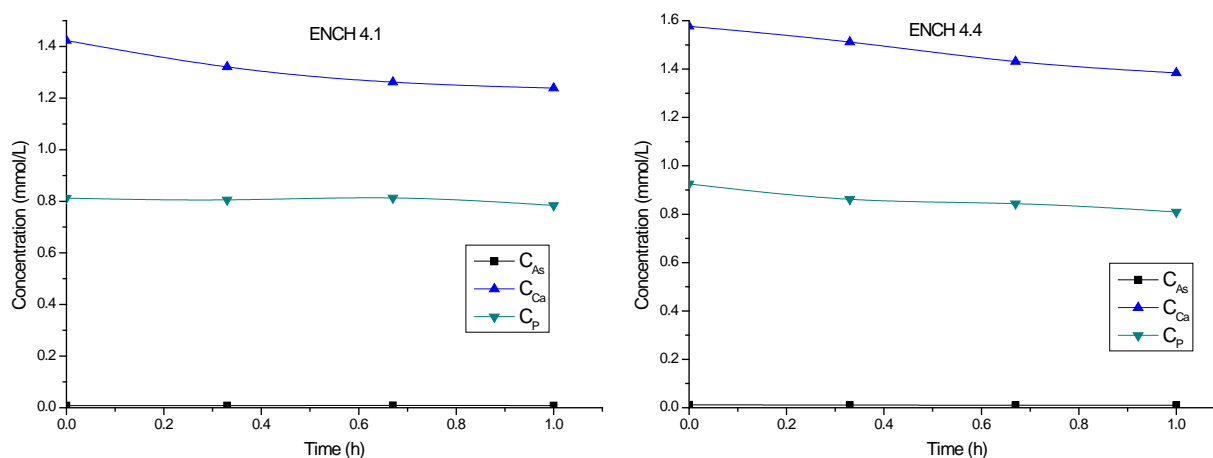 ENCH 4.1
1.4
1.2
1.0
0.8
0.6
0.4
0.2
0.0
Concentration (mmol/L)
C_As
C_Ca
C_P
0.0 0.2 0.4 0.6 0.8 1.0
Time (h)
ENCH 4.4
1.6
1.4
1.2
1.0
0.8
0.6
0.4
0.2
0.0
Concentration (mmol/L)
C_As
C_Ca
C_P
0.0 0.2 0.4 0.6 0.8 1.0
Time (h)